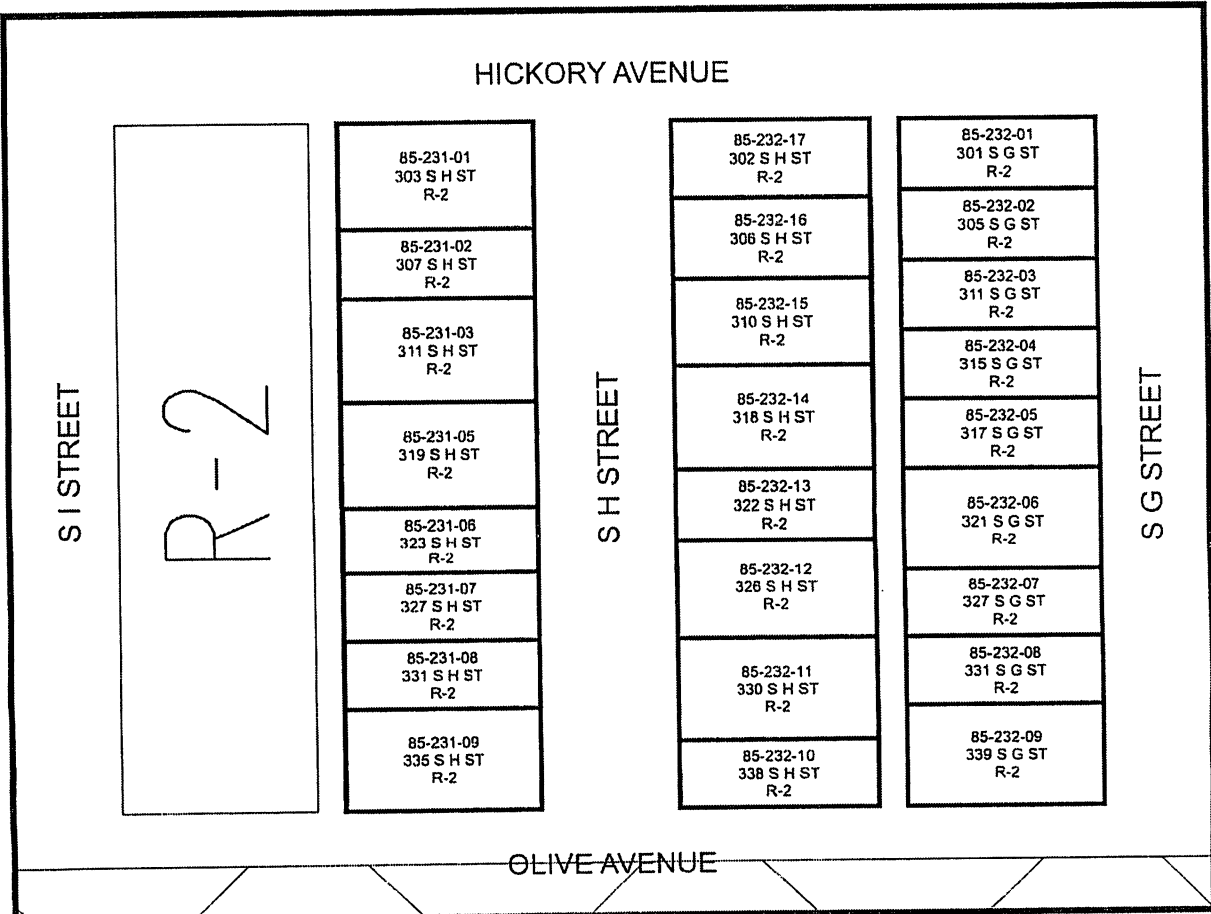 HICKORY AVENUE
S I STREET
R-2
85-231-01
303 S H ST
R-2
85-231-02
307 S H ST
R-2
85-231-03
311 S H ST
R-2
85-231-05
319 S H ST
R-2
85-231-06
323 S H ST
R-2
85-231-07
327 S H ST
R-2
85-231-08
331 S H ST
R-2
85-231-09
335 S H ST
R-2
S H STREET
85-232-17
302 S H ST
R-2
85-232-16
306 S H ST
R-2
85-232-15
310 S H ST
R-2
85-232-14
318 S H ST
R-2
85-232-13
322 S H ST
R-2
85-232-12
326 S H ST
R-2
85-232-11
330 S H ST
R-2
85-232-10
338 S H ST
R-2
85-232-01
301 S G ST
R-2
85-232-02
305 S G ST
R-2
85-232-03
311 S G ST
R-2
85-232-04
315 S G ST
R-2
85-232-05
317 S G ST
R-2
85-232-06
321 S G ST
R-2
85-232-07
327 S G ST
R-2
85-232-08
331 S G ST
R-2
85-232-09
339 S G ST
R-2
S G STREET
OLIVE AVENUE